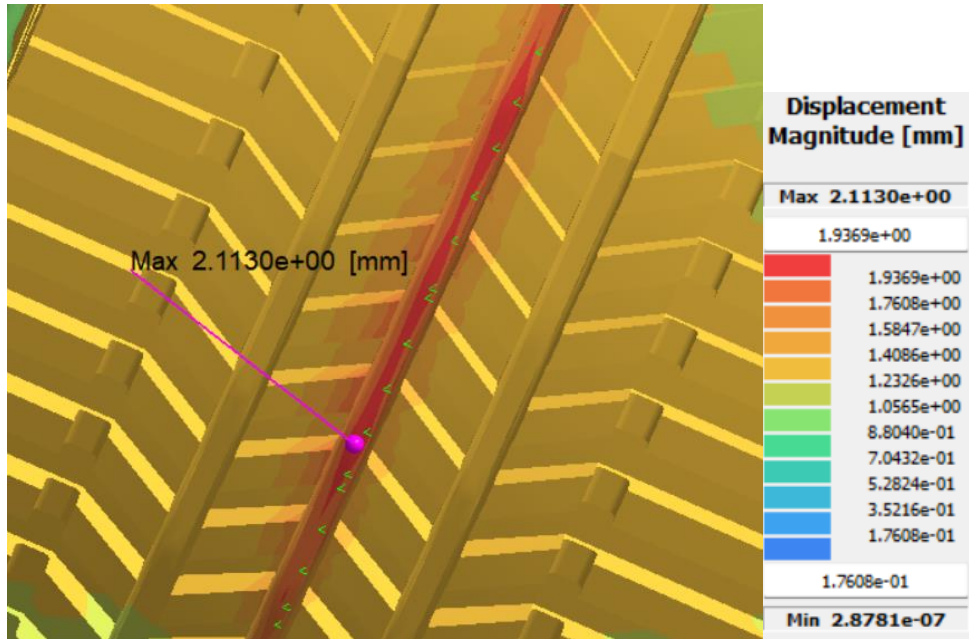 Max 2.1130e+00 [mm]
Displacement
Magnitude [mm]
Max 2.1130e+00
1.9369e+00
1.9369e+00
1.7608e+00
1.5847e+00
1.4086e+00
1.2326e+00
1.0565e+00
8.8040e-01
7.0432e-01
5.2824e-01
3.5216e-01
1.7608e-01
1.7608e-01
Min 2.8781e-07